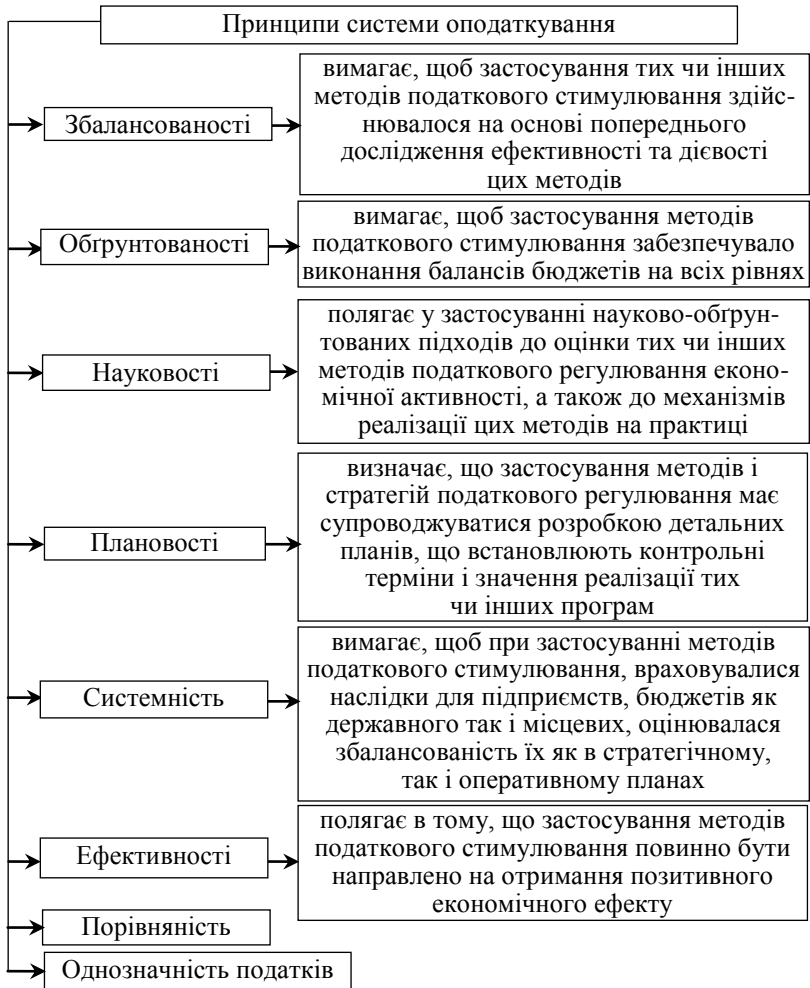 Принципи системи оподаткування
Збалансованості
вимагає, щоб застосування тих чи інших
методів податкового стимулювання здійс-
нювалося на основі попереднього
дослідження ефективності та дієвості
цих методів
Обґрунтованості
вимагає, щоб застосування методів
податкового стимулювання забезпечувало
виконання балансів бюджетів на всіх рівнях
Науковості
полягає у застосуванні науково-обґрун-
тованих підходів до оцінки тих чи інших
методів податкового регулювання еконо-
мічної активності, а також до механізмів
реалізації цих методів на практиці
Плановості
визначає, що застосування методів і
стратегій податкового регулювання має
супроводжуватися розробкою детальних
планів, що встановлюють контрольні
терміни і значення реалізації тих
чи інших програм
Системність
вимагає, щоб при застосуванні методів
податкового стимулювання, враховувалися
наслідки для підприємств, бюджетів як
державного так і місцевих, оцінювалася
збалансованість їх як в стратегічному,
так і оперативному планах
Ефективності
полягає в тому, що застосування методів
податкового стимулювання повинно бути
направлено на отримання позитивного
економічного ефекту
Порівняність
Однозначність податків